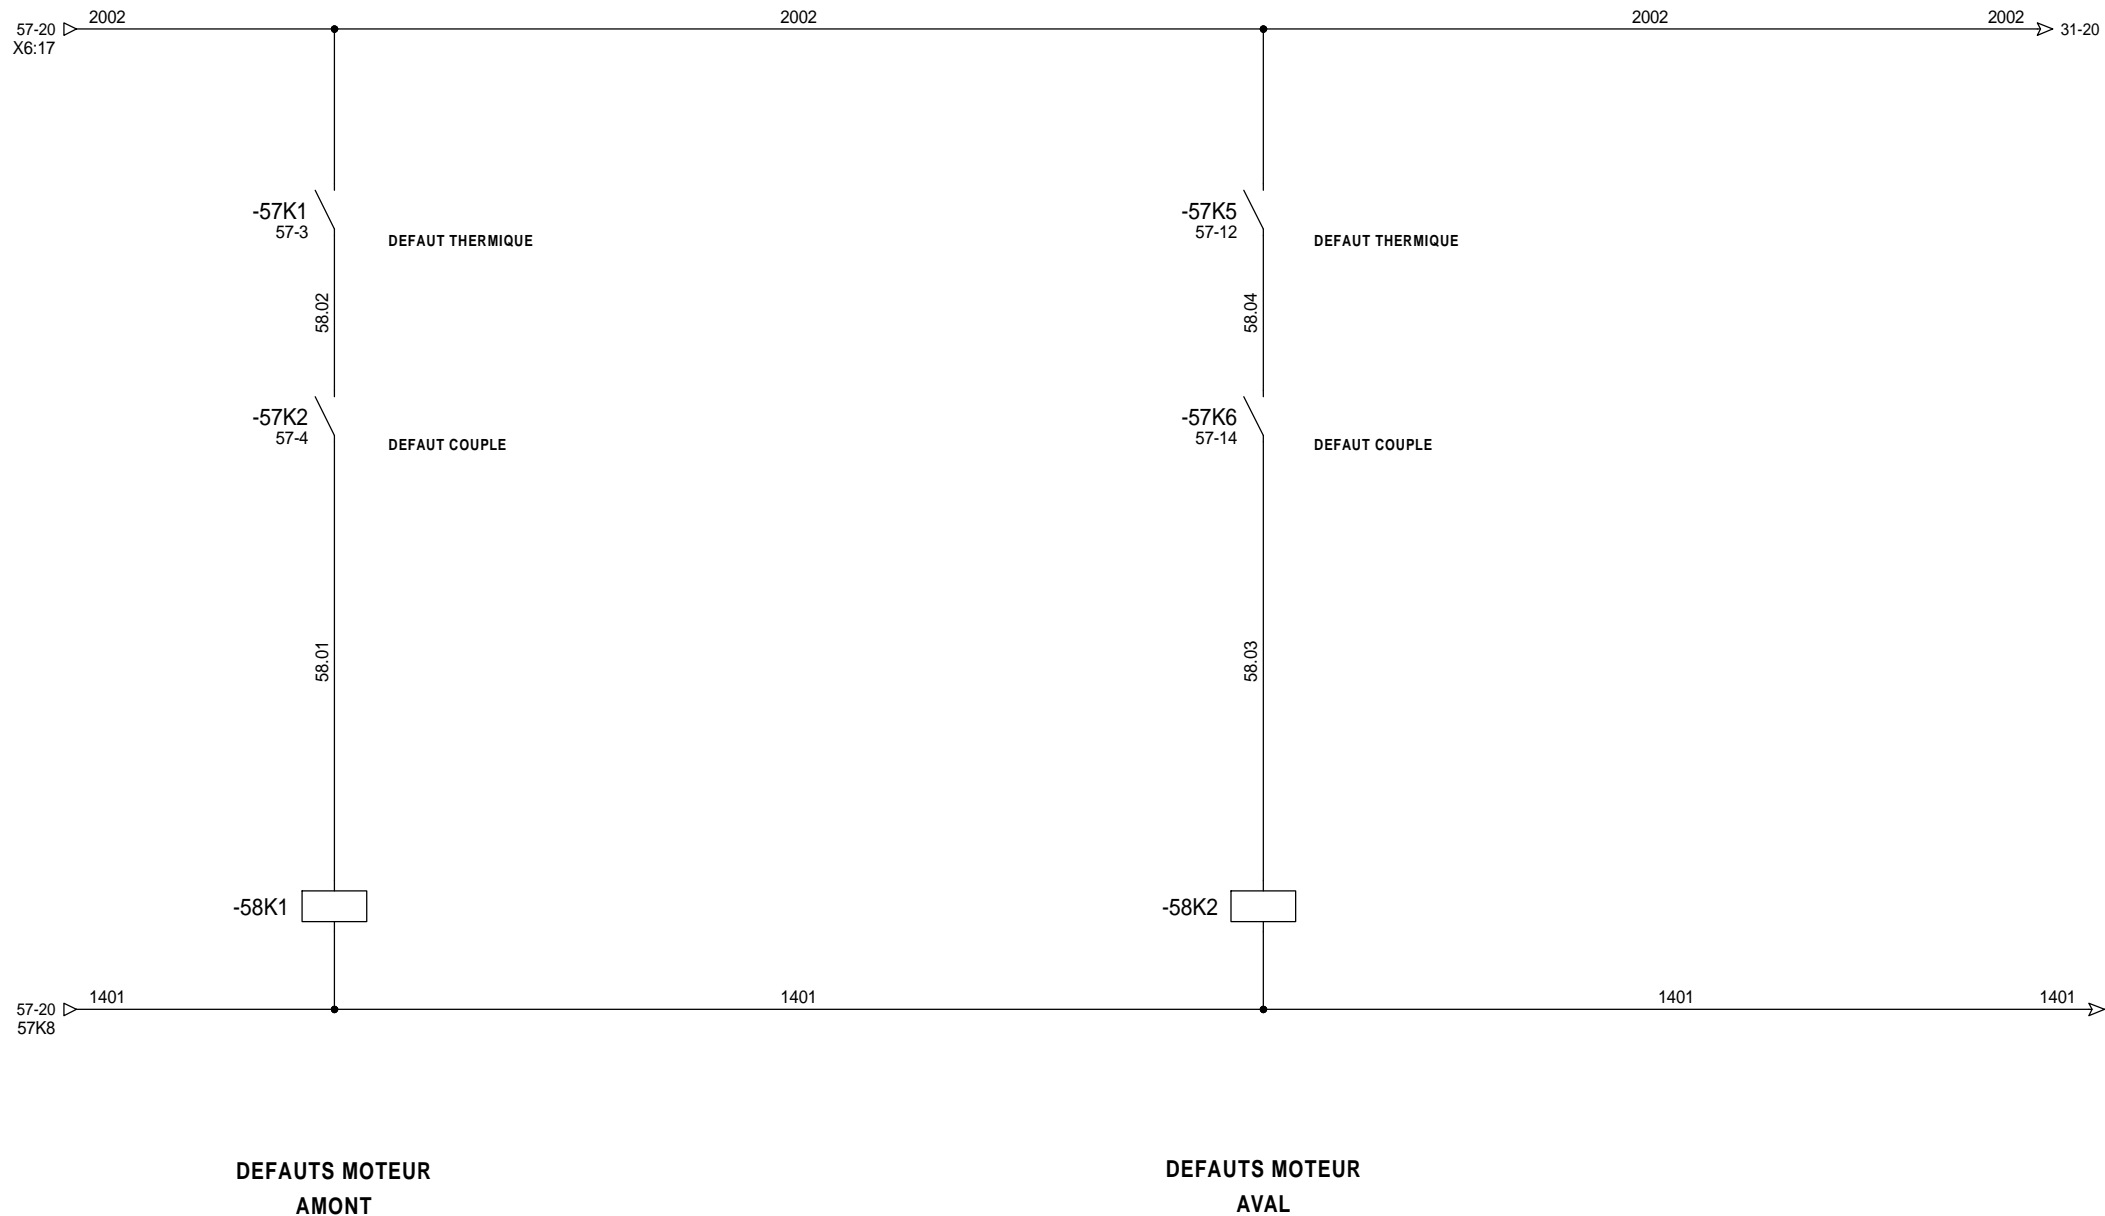 2002 2002 2002 2002
57-20 31-20
X6:17
-57K1 -57K5
57-3 57-12
DEFAUT THERMIQUE DEFAUT THERMIQUE
58.02 58.04
-57K2 -57K6
57-4 57-14
DEFAUT COUPLE DEFAUT COUPLE
58.01 58.03
-58K1 -58K2
1401 1401 1401 1401
57-20
57K8
DEFAUTS MOTEUR
AMONT
DEFAUTS MOTEUR
AVAL